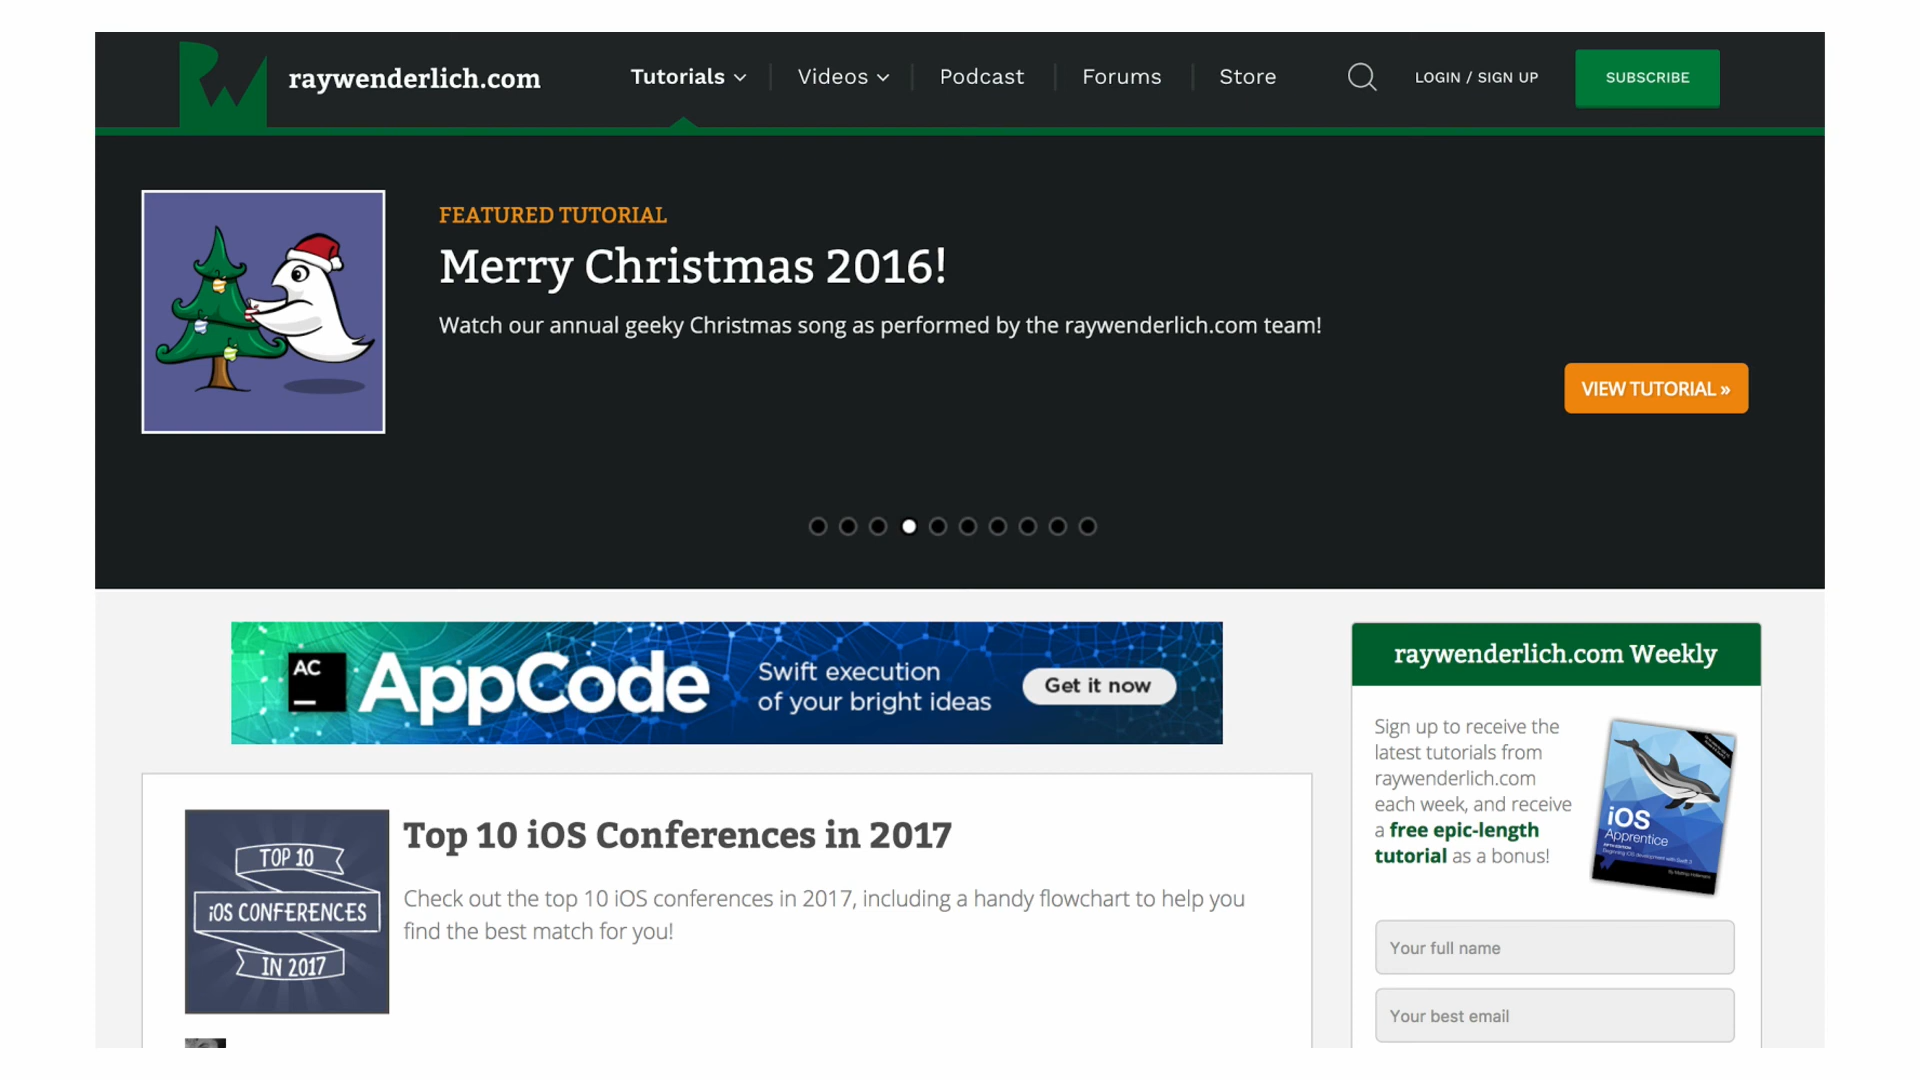 raywenderlich.com
Tutorials
Videos
Podcast
Forums
Store
LOGIN / SIGN UP
SUBSCRIBE
FEATURED TUTORIAL
Merry Christmas 2016!
Watch our annual geeky Christmas song as performed by the raywenderlich.com team!
VIEW TUTORIAL »
AC
AppCode
Swift execution
of your bright ideas
Get it now
raywenderlich.com Weekly
Sign up to receive the
latest tutorials from
raywenderlich.com
each week, and receive
a free epic-length
tutorial as a bonus!
iOS
Apprentice
Your full name
Your best email
TOP 10
iOS CONFERENCES
IN 2017
Top 10 iOS Conferences in 2017
Check out the top 10 iOS conferences in 2017, including a handy flowchart to help you
find the best match for you!